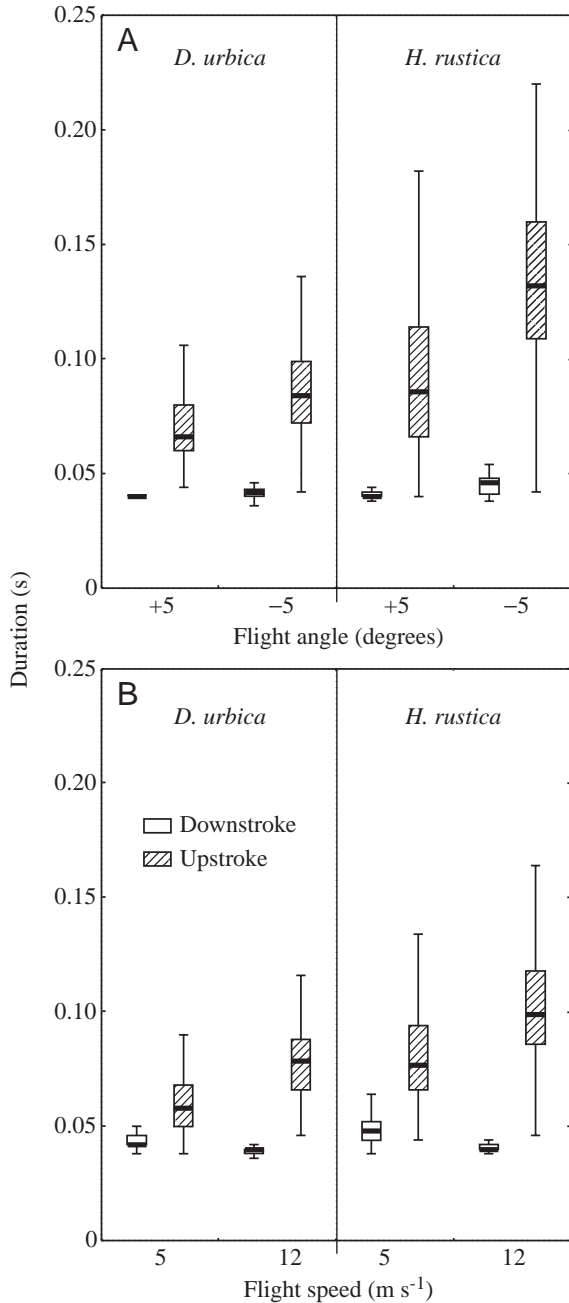 A
D. urbica
H. rustica
0.25
0.20
0.15
0.10
0.05
0
+5
−5
+5
−5
Flight angle (degrees)
Duration (s)
B
D. urbica
H. rustica
0.25
0.20
0.15
0.10
0.05
0
Downstroke
Upstroke
5
12
5
12
Flight speed (m s-1)